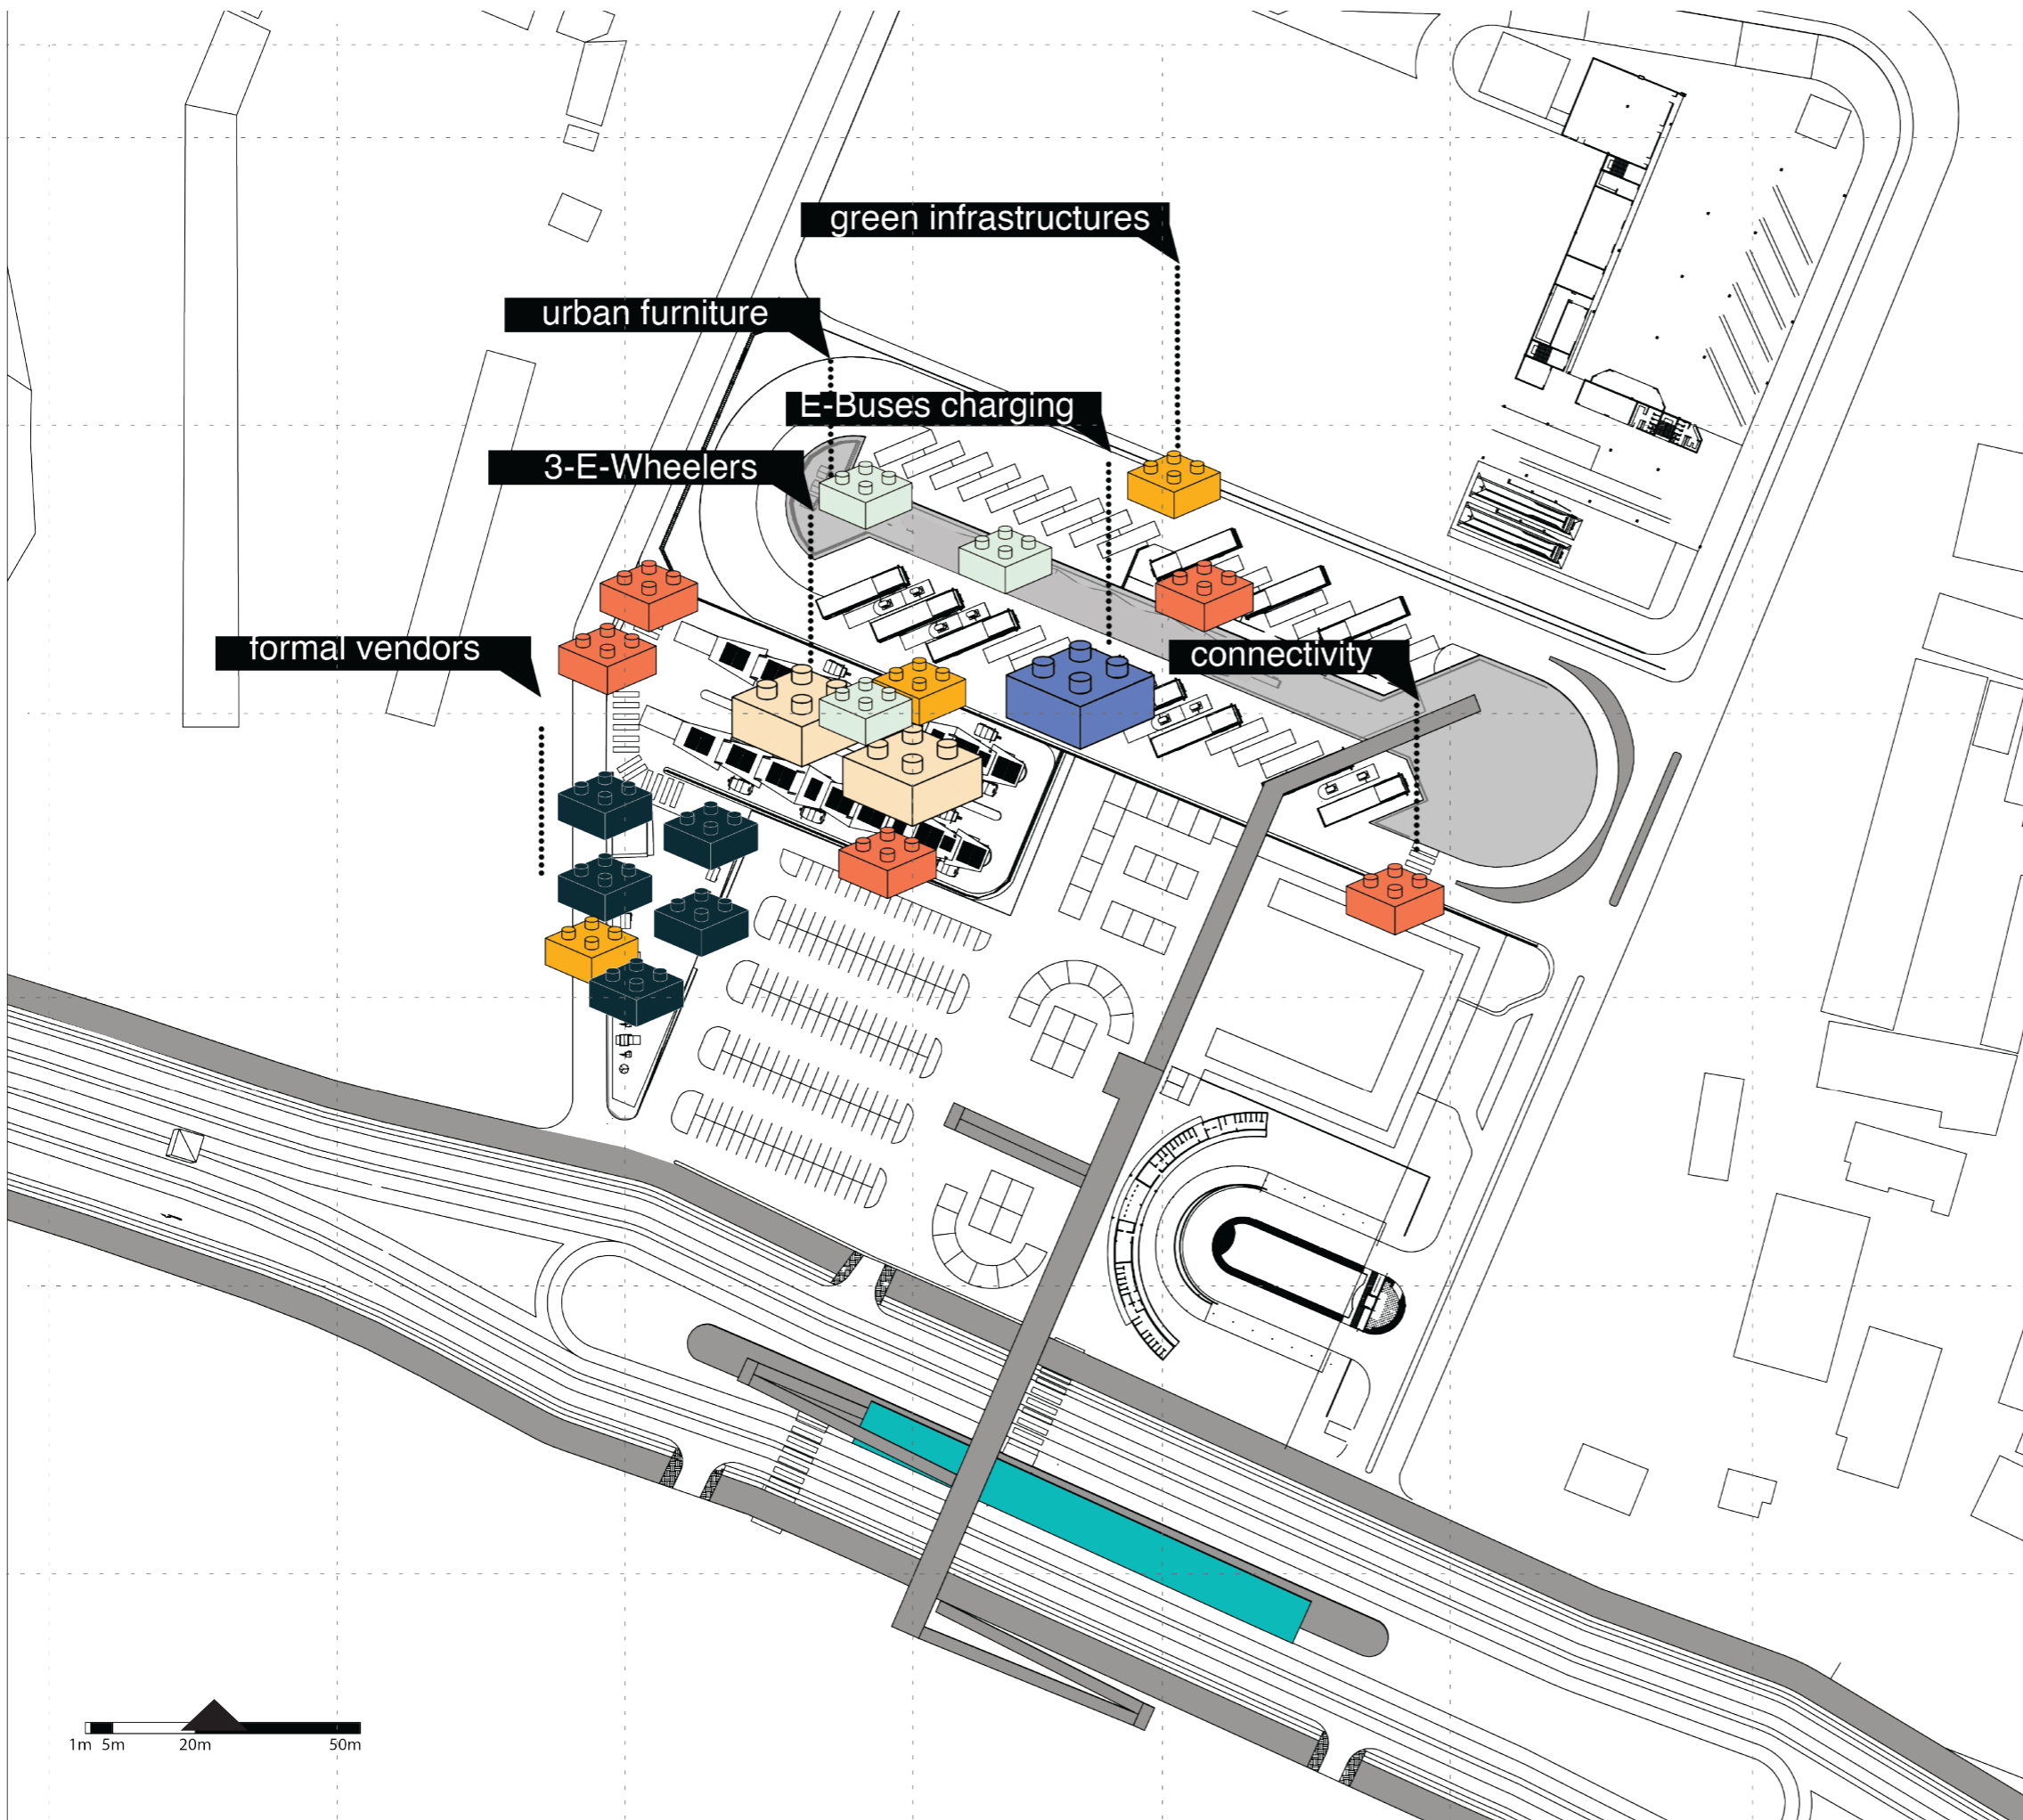 green infrastructures
urban furniture
E-Buses charging
3-E-Wheelers
formal vendors
connectivity
1m 5m 20m 50m